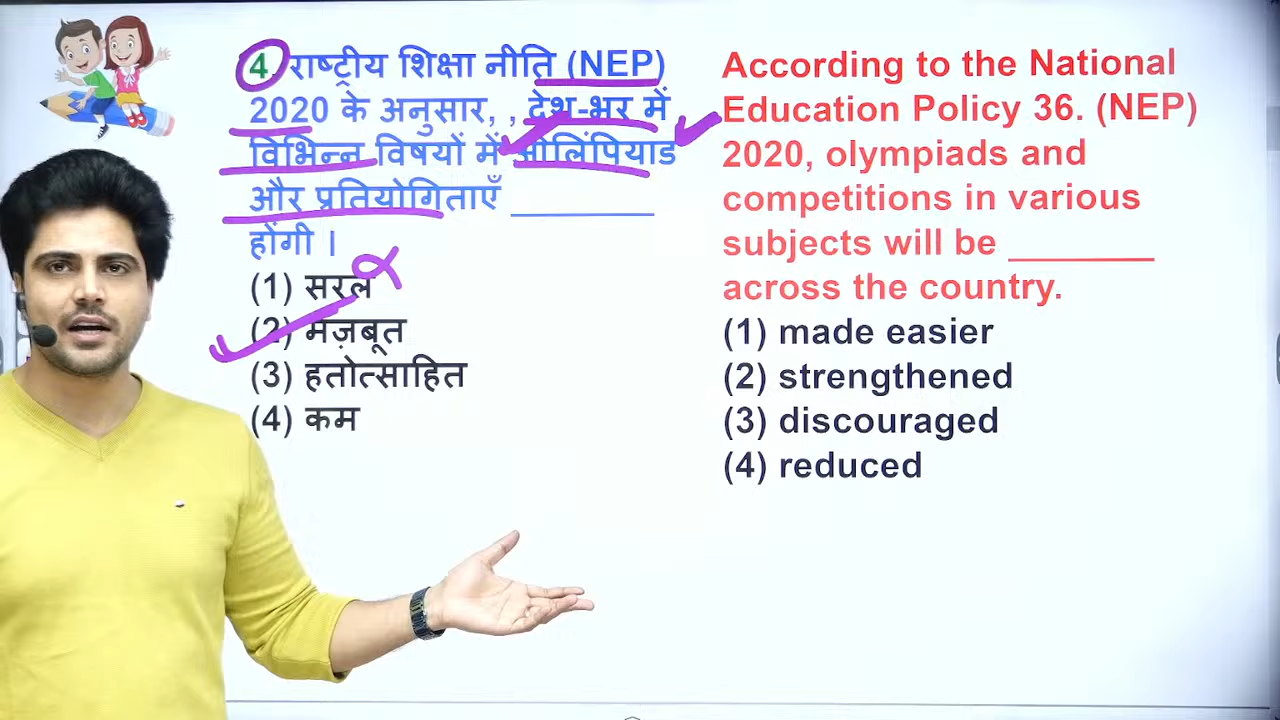 4 राष्ट्रीय शिक्षा नीति (NEP)
2020 के अनुसार, , देश-भर में
विभिन्न विषयों में ओलिंपियाड
और प्रतियोगिताएँ ________
होंगी ।
(1) सरल
(2) मज़बूत
(3) हतोत्साहित
(4) कम
According to the National
Education Policy 36. (NEP)
2020, olympiads and
competitions in various
subjects will be ________
across the country.
(1) made easier
(2) strengthened
(3) discouraged
(4) reduced